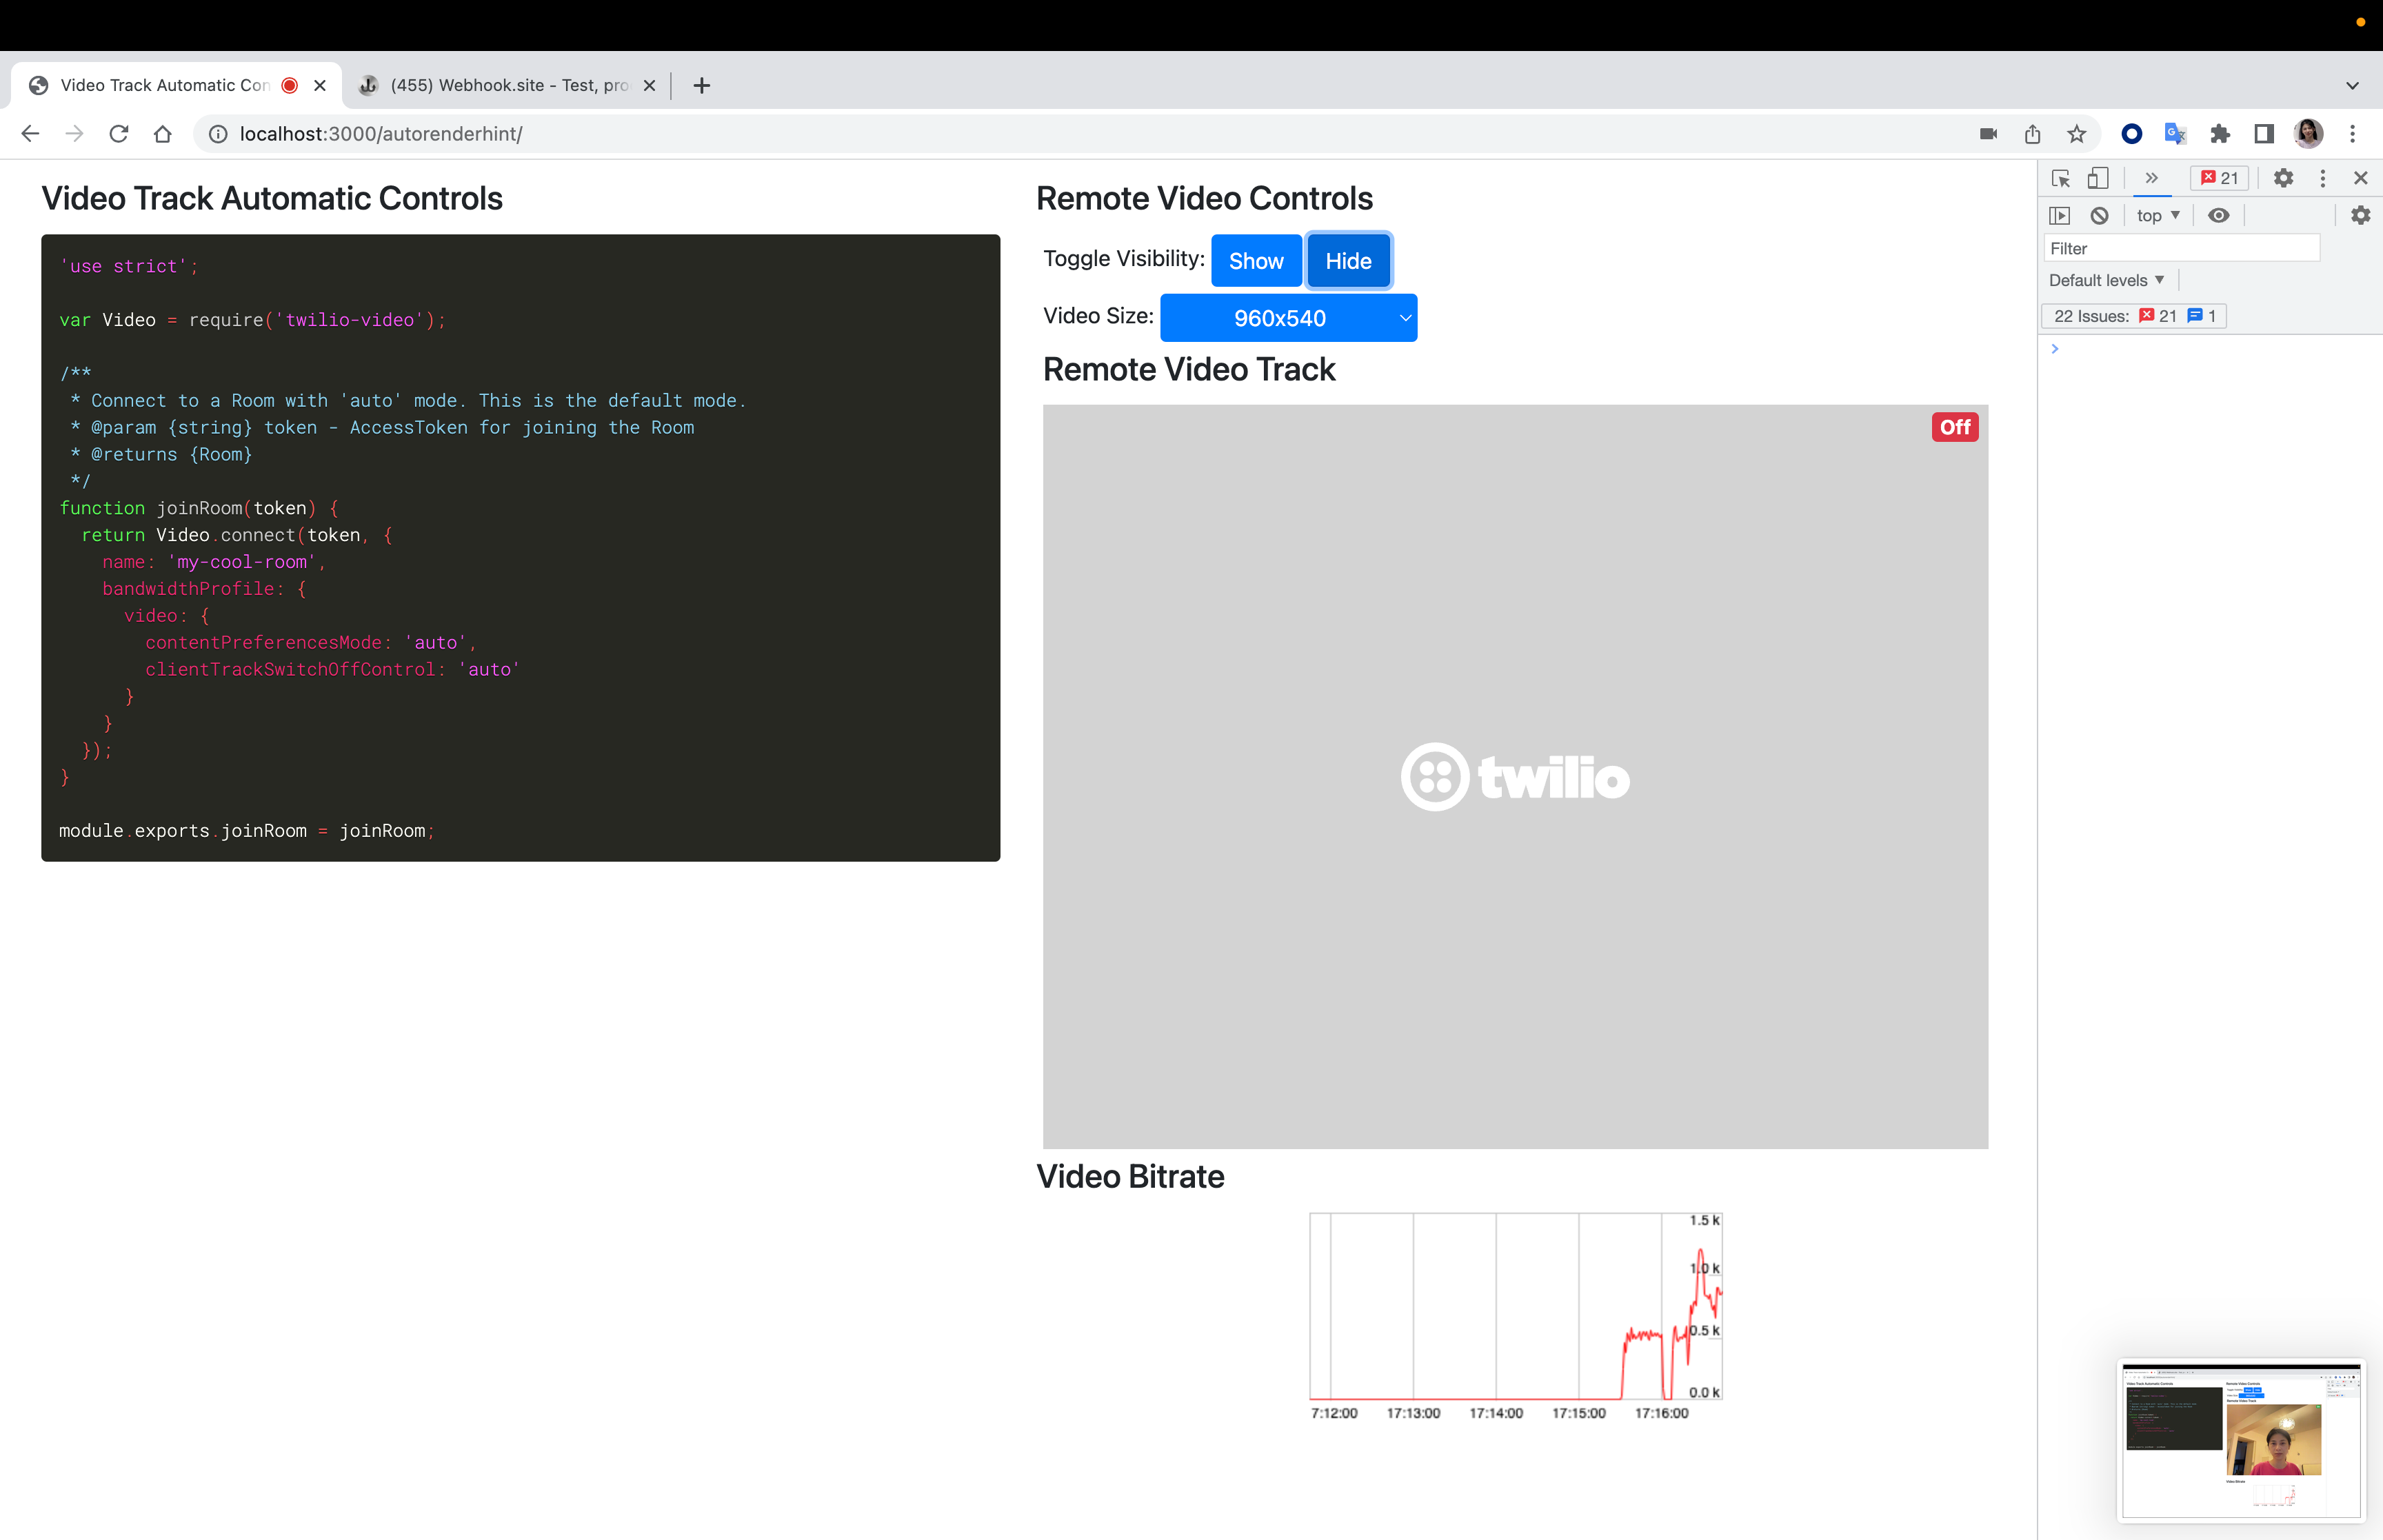 Video Track Automatic Con
(455) Webhook.site - Test, pro
localhost:3000/autorenderhint/
Video Track Automatic Controls
'use strict';
var Video = require('twilio-video');
/**
* Connect to a Room with 'auto' mode. This is the default mode.
* @param {string} token - AccessToken for joining the Room
* @returns {Room}
*/
function joinRoom(token) {
return Video.connect(token, {
name: 'my-cool-room',
bandwidthProfile: {
video: {
contentPreferencesMode: 'auto',
clientTrackSwitchOffControl: 'auto'
}
}
});
}
module.exports.joinRoom = joinRoom;
Remote Video Controls
Toggle Visibility: Show Hide
Video Size: 960x540
Remote Video Track
Off
twilio
Video Bitrate
1.5 k
1.0 k
0.5 k
0.0 k
7:12:00 17:13:00 17:14:00 17:15:00 17:16:00
21
top
Filter
Default levels
22 Issues: 21 1